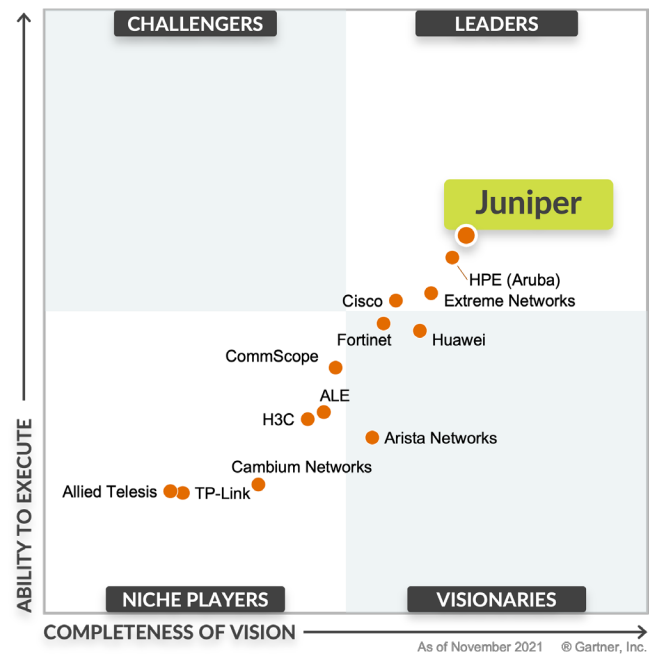 CHALLENGERS
LEADERS
Juniper
HPE (Aruba)
Cisco
Extreme Networks
Fortinet
Huawei
CommScope
ALE
H3C
Arista Networks
Cambium Networks
Allied Telesis
TP-Link
NICHE PLAYERS
VISIONARIES
ABILITY TO EXECUTE
COMPLETENESS OF VISION
As of November 2021 ® Gartner, Inc.